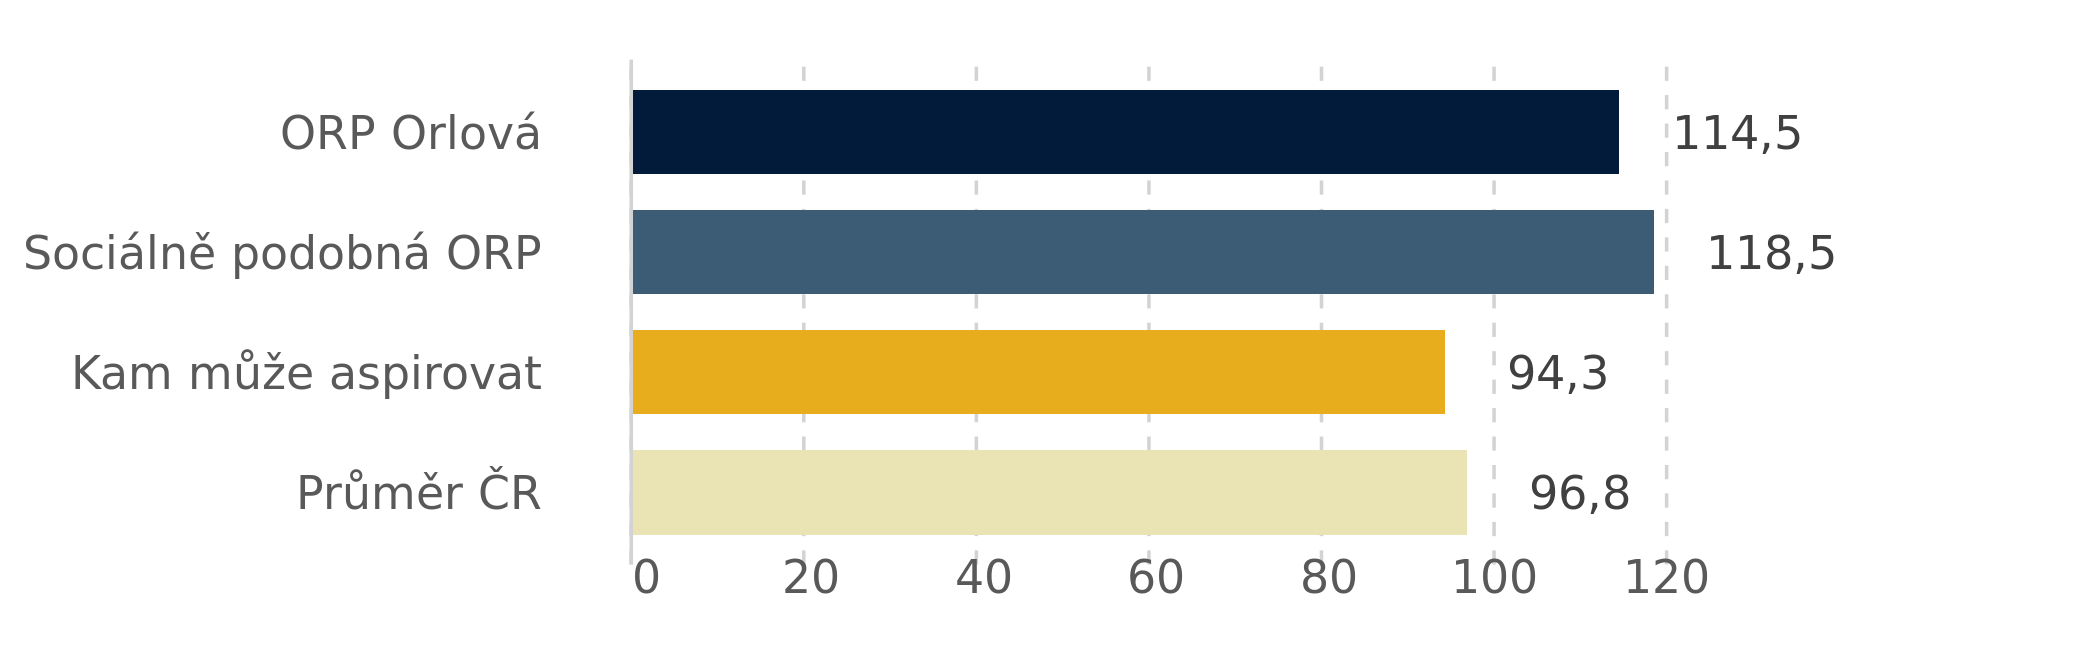 ORP Orlová 114,5
Sociálně podobná ORP 118,5
Kam může aspirovat 94,3
Průměr ČR 96,8
0 20 40 60 80 100 120